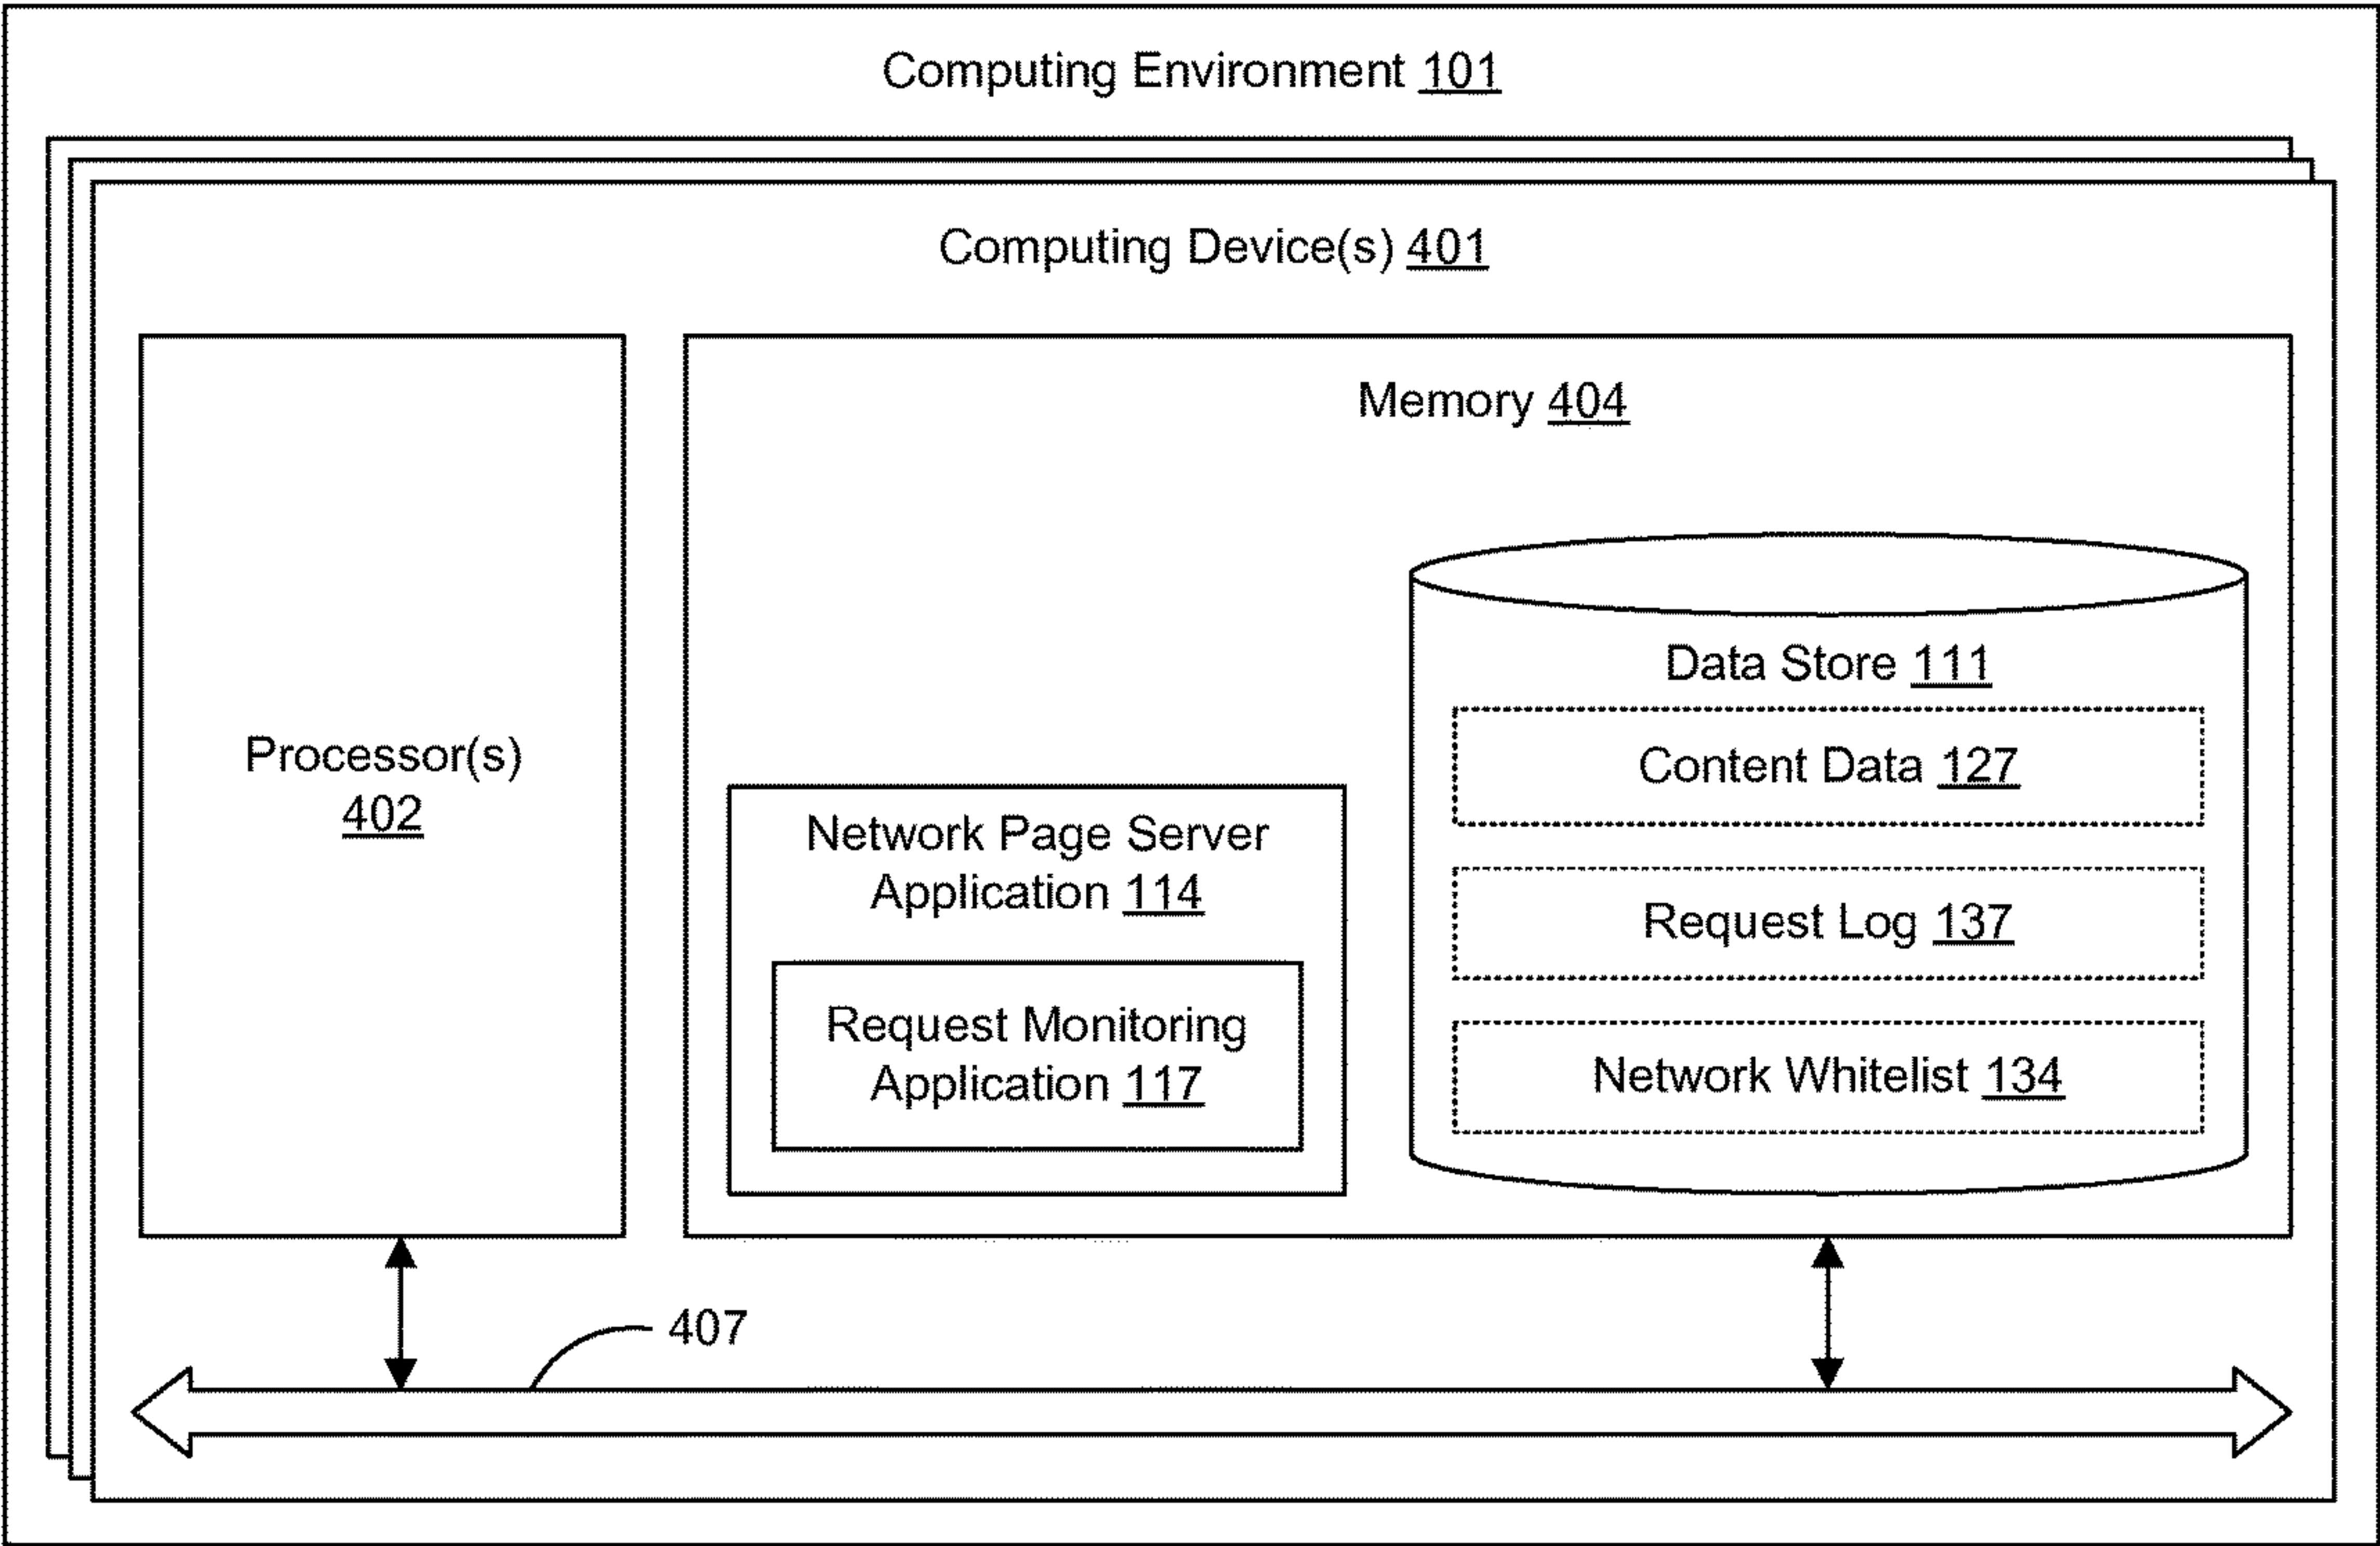 Computing Environment 101
Computing Device(s) 401
Processor(s)
402
Memory 404
Network Page Server
Application 114
Request Monitoring
Application 117
Data Store 111
Content Data 127
Request Log 137
Network Whitelist 134
407